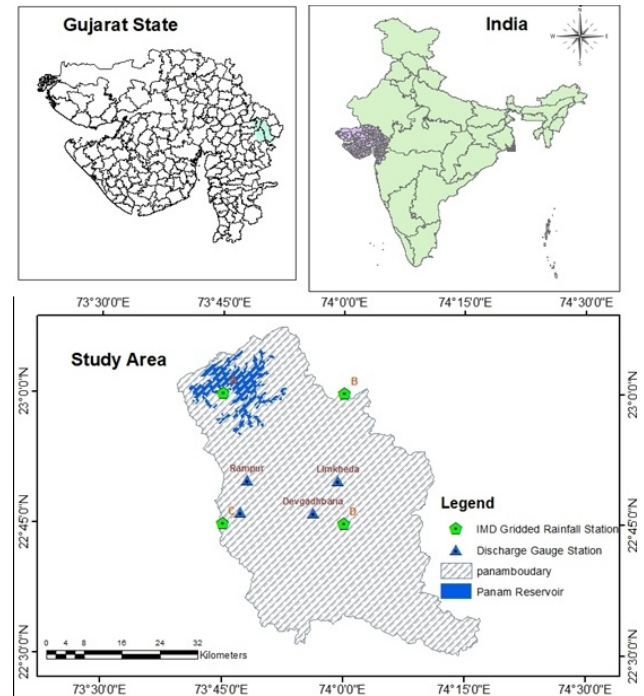 Gujarat State
India
N
W E
S
73°30'0"E 73°45'0"E 74°0'0"E 74°15'0"E 74°30'0"E
Study Area
23°0'0"N
23°0'0"N
A
B
Rampur
Limkheda
Devgadhbaria
C
B
22°45'0"N
22°45'0"N
Legend
IMD Gridded Rainfall Station
Discharge Gauge Station
panamboudary
Panam Reservoir
0 4 8 16 24 32
Kilometers
22°30'0"N
22°30'0"N
73°30'0"E 73°45'0"E 74°0'0"E 74°15'0"E 74°30'0"E